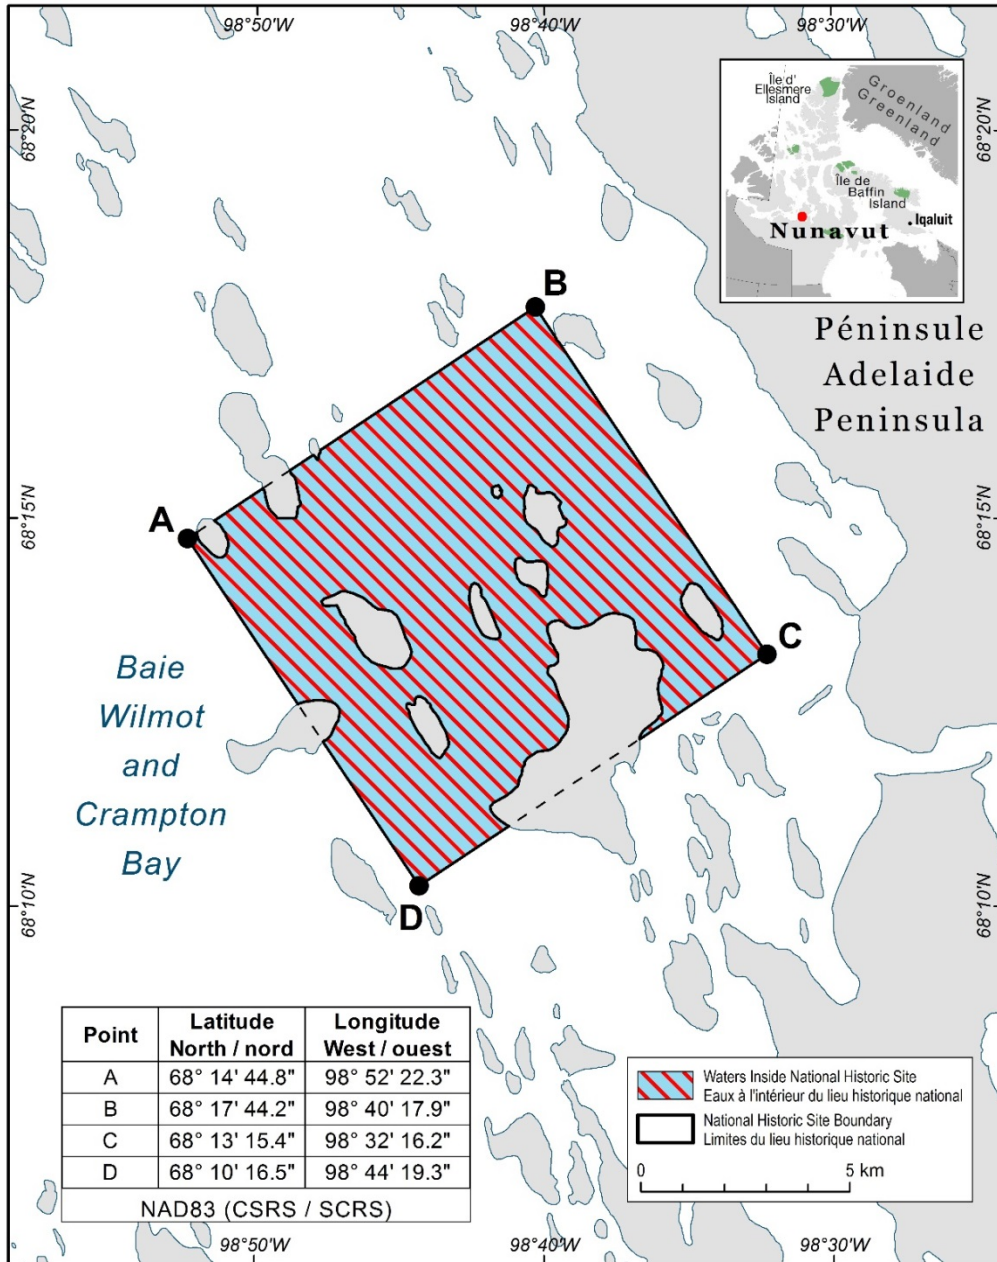 98°50'W
98°40'W
98°30'W
68°20'N
68°20'N
Île d'
Ellesmere
Island
Groenland
Greenland
Île de
Baffin
Island
Iqaluit
Nunavut
Péninsule
Adelaide
Peninsula
B
68°15'N
68°15'N
A
C
Baie
Wilmot
and
Crampton
Bay
D
68°10'N
68°10'N
Point Latitude North / nord Longitude West / ouest
A 68° 14' 44.8" 98° 52' 22.3"
B 68° 17' 44.2" 98° 40' 17.9"
C 68° 13' 15.4" 98° 32' 16.2"
D 68° 10' 16.5" 98° 44' 19.3"
NAD83 (CSRS / SCRS)
Waters Inside National Historic Site
Eaux à l'intérieur du lieu historique national
National Historic Site Boundary
Limites du lieu historique national
0 5 km
98°50'W
98°40'W
98°30'W